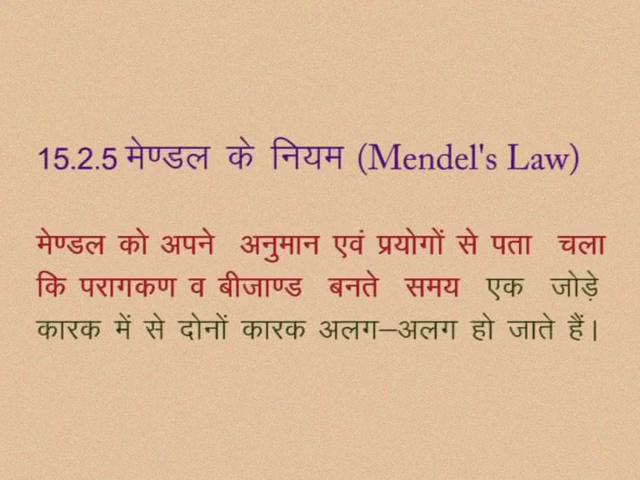 15.2.5 मेण्डल के नियम (Mendel's Law)
मेण्डल को अपने अनुमान एवं प्रयोगों से पता चला
कि परागकण व बीजाण्ड बनते समय एक जोड़े
कारक में से दोनों कारक अलग–अलग हो जाते हैं।